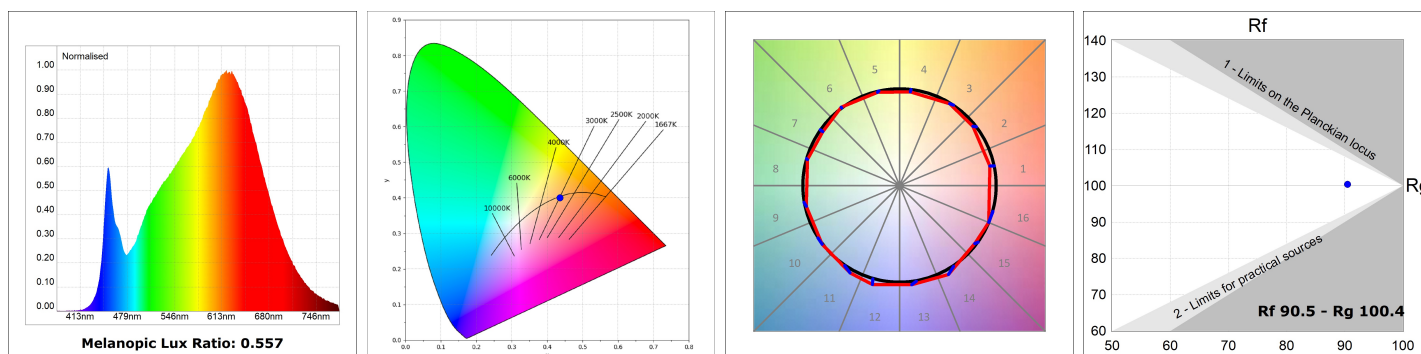 Normalised
1.00
0.90
0.80
0.60
0.50
0.40
0.30
0.20
0.10
0.00
413nm 479nm 546nm 613nm 680nm 746nm
Melanopic Lux Ratio: 0.557
0.9
0.8
0.7
0.6
0.5
0.4
0.3
0.2
0.1
0.0
y
0.0 0.1 0.2 0.3 0.4 0.5 0.6 0.7 0.8
10000K
6000K
4000K
3000K
2500K
2000K
1667K
1
2
3
4
5
6
7
8
9
10
11
12
13
14
15
16
Rf
140
130
120
110
100
90
80
70
60
50 60 70 80 90 100
Rg
1 - Limits on the Planckian locus
2 - Limits for practical sources
Rf 90.5 - Rg 100.4